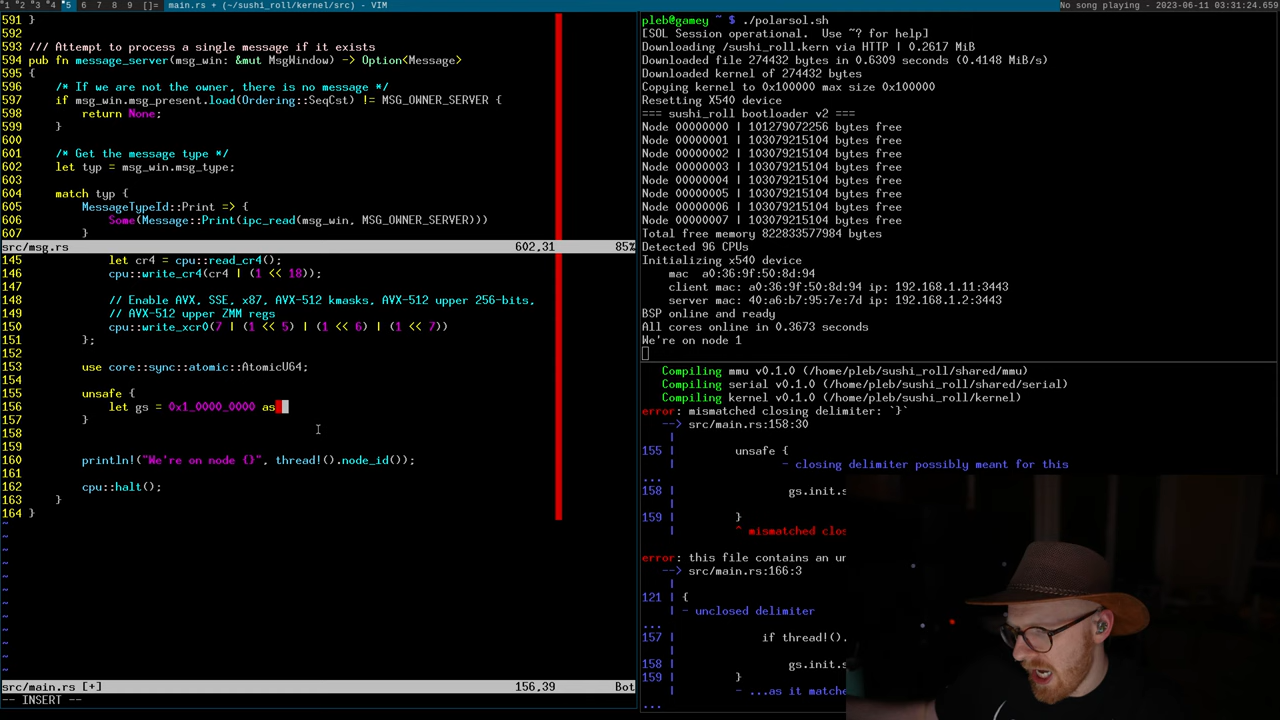 1 2 3 4 5 6 7 8 9 []= main.rs + (~/sushi_roll/kernel/src) - VIM
No song playing - 2023-06-11 03:31:24.659
591 }
592
593 /// Attempt to process a single message if it exists
594 pub fn message_server(msg_win: &mut MsgWindow) -> Option<Message>
595 {
596 /* If we are not the owner, there is no message */
597 if msg_win.msg_present.load(Ordering::SeqCst) != MSG_OWNER_SERVER {
598 return None;
599 }
600
601 /* Get the message type */
602 let typ = msg_win.msg_type;
603
604 match typ {
605 MessageTypeId::Print => {
606 Some(Message::Print(ipc_read(msg_win, MSG_OWNER_SERVER)))
607 }
src/msg.rs 602,31 85%
145 let cr4 = cpu::read_cr4();
146 cpu::write_cr4(cr4 | (1 << 18));
147
148 // Enable AVX, SSE, x87, AVX-512 kmasks, AVX-512 upper 256-bits,
149 // AVX-512 upper ZMM regs
150 cpu::write_xcr0(7 | (1 << 5) | (1 << 6) | (1 << 7))
151 };
152
153 use core::sync::atomic::AtomicU64;
154
155 unsafe {
156 let gs = 0x1_0000_0000 as
157 }
158
159
160 println!("We're on node {}", thread!().node_id());
161
162 cpu::halt();
163 }
164 }
~
~
~
~
~
~
~
~
~
~
~
~
src/main.rs [+] 156,39 Bot
-- INSERT --
pleb@gamey ~ $ ./polarsol.sh
[SOL Session operational. Use ~? for help]
Downloading /sushi_roll.kern via HTTP | 0.2617 MiB
Downloaded file 274432 bytes in 0.6309 seconds (0.4148 MiB/s)
Downloaded kernel of 274432 bytes
Copying kernel to 0x100000 max size 0x100000
Resetting X540 device
=== sushi_roll bootloader v2 ===
Node 00000000 | 101279072256 bytes free
Node 00000001 | 103079215104 bytes free
Node 00000002 | 103079215104 bytes free
Node 00000003 | 103079215104 bytes free
Node 00000004 | 103079215104 bytes free
Node 00000005 | 103079215104 bytes free
Node 00000006 | 103079215104 bytes free
Node 00000007 | 103079215104 bytes free
Total free memory 822833577984 bytes
Detected 96 CPUs
Initializing x540 device
mac a0:36:9f:50:8d:94
client mac: a0:36:9f:50:8d:94 ip: 192.168.1.11:3443
server mac: 40:a6:b7:95:7e:7d ip: 192.168.1.2:3443
BSP online and ready
All cores online in 0.3673 seconds
We're on node 1
Compiling mmu v0.1.0 (/home/pleb/sushi_roll/shared/mmu)
Compiling serial v0.1.0 (/home/pleb/sushi_roll/shared/serial)
Compiling kernel v0.1.0 (/home/pleb/sushi_roll/kernel)
error: mismatched closing delimiter: `}`
--> src/main.rs:158:30
|
155 | unsafe {
| - closing delimiter possibly meant for this
...
158 | gs.init.s
|
159 | }
| ^ mismatched clos
error: this file contains an un
--> src/main.rs:166:3
|
121 | {
| - unclosed delimiter
...
157 | if thread!().
|
158 | gs.init.s
159 | }
| - ...as it matche
...